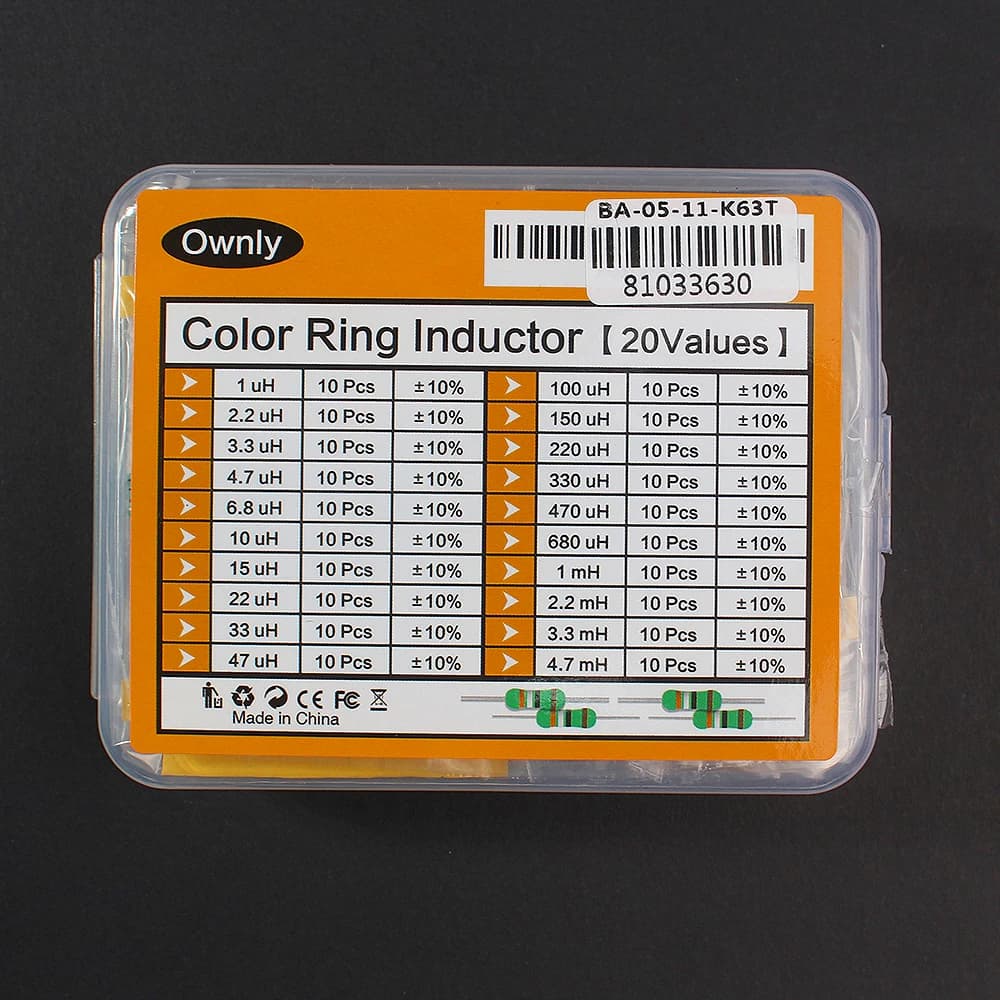 Ownly
BA-05-11-K63T
81033630
Color Ring Inductor【20Values】
1 uH 10 Pcs ±10% 100 uH 10 Pcs ±10%
2.2 uH 10 Pcs ±10% 150 uH 10 Pcs ±10%
3.3 uH 10 Pcs ±10% 220 uH 10 Pcs ±10%
4.7 uH 10 Pcs ±10% 330 uH 10 Pcs ±10%
6.8 uH 10 Pcs ±10% 470 uH 10 Pcs ±10%
10 uH 10 Pcs ±10% 680 uH 10 Pcs ±10%
15 uH 10 Pcs ±10% 1 mH 10 Pcs ±10%
22 uH 10 Pcs ±10% 2.2 mH 10 Pcs ±10%
33 uH 10 Pcs ±10% 3.3 mH 10 Pcs ±10%
47 uH 10 Pcs ±10% 4.7 mH 10 Pcs ±10%
CE FC
Made in China